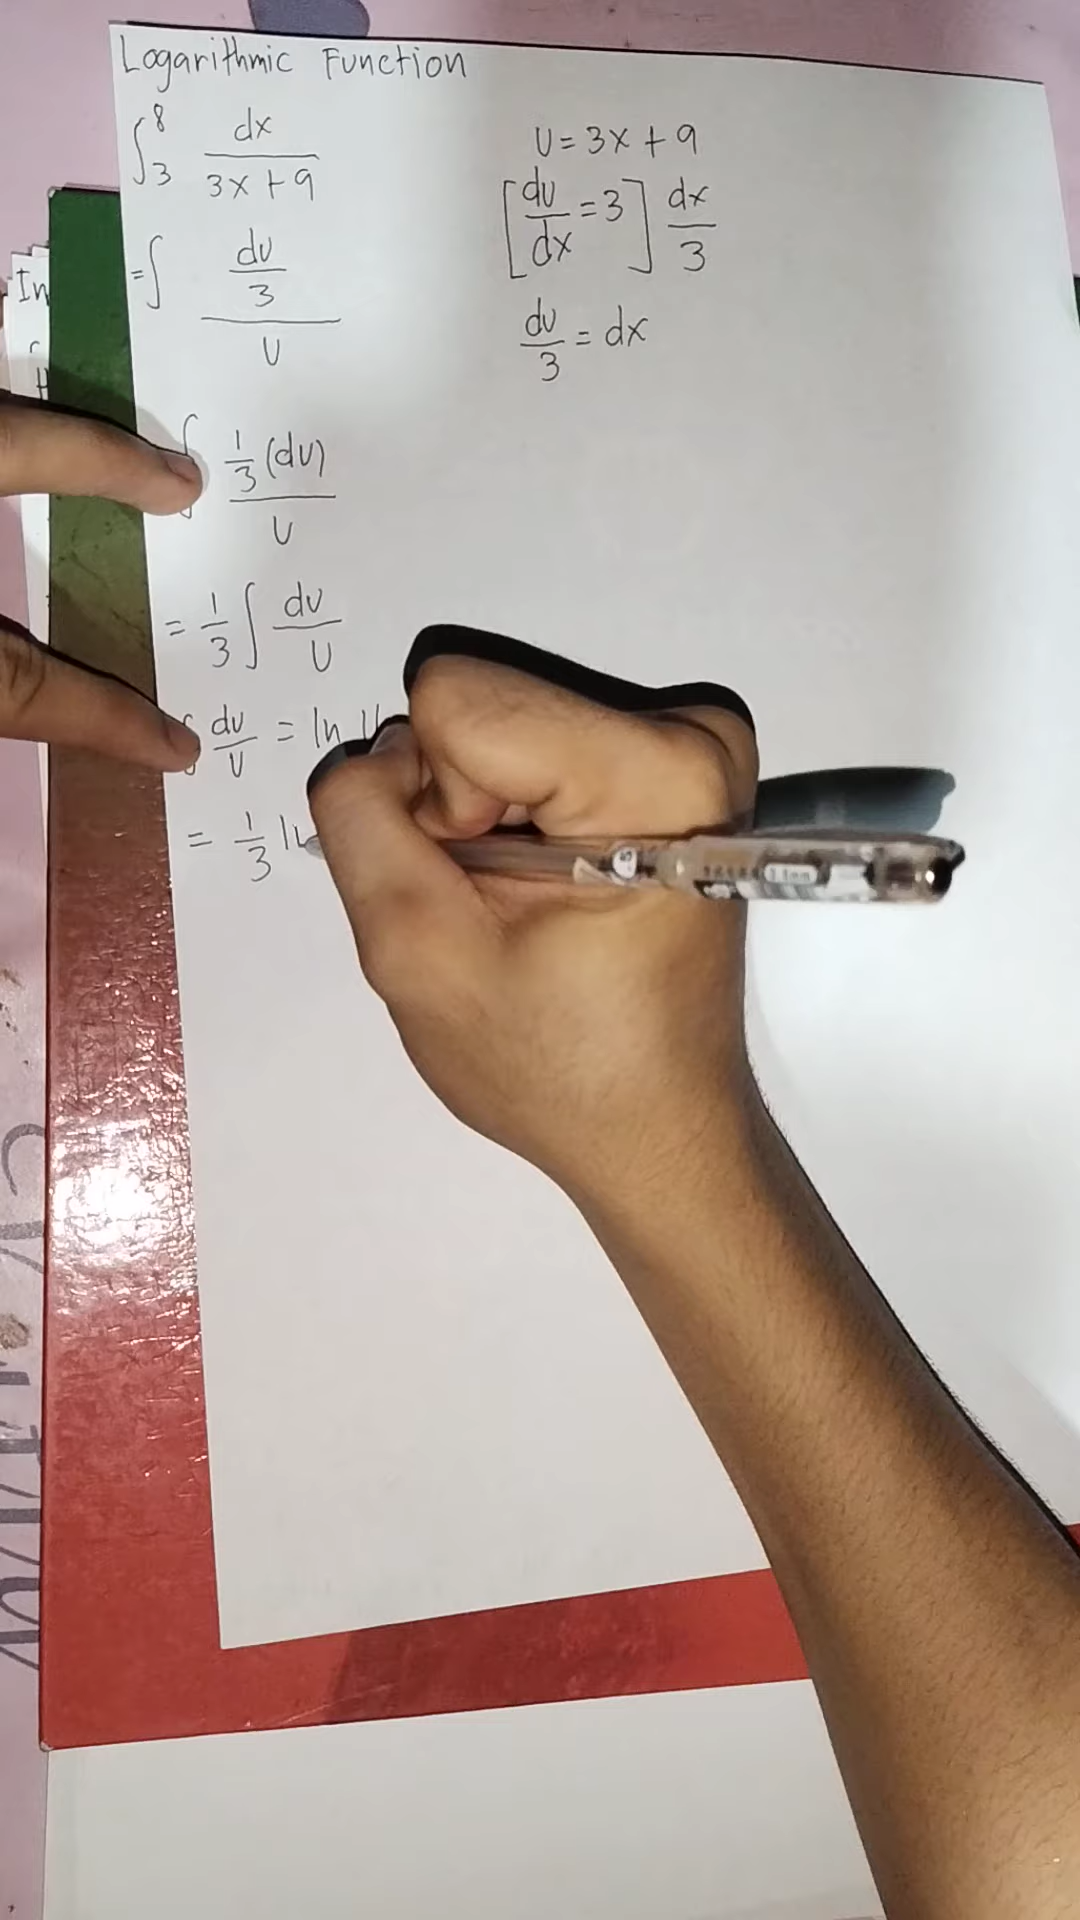 Logarithmic Function
∫₃⁸ dx/(3x+9)
U = 3x + 9
[du/dx = 3] dx/3
= ∫ (du/3)/U
du/3 = dx
∫ (1/3 (du))/U
= 1/3 ∫ du/U
∫ du/U = ln
= 1/3
In